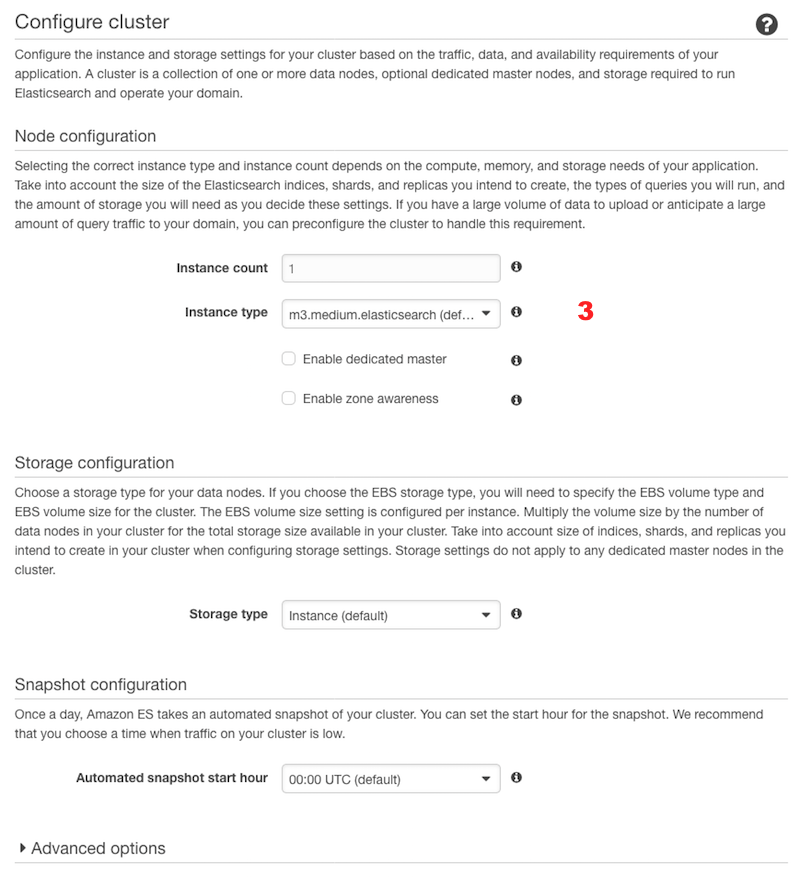 Configure cluster
?
Configure the instance and storage settings for your cluster based on the traffic, data, and availability requirements of your
application. A cluster is a collection of one or more data nodes, optional dedicated master nodes, and storage required to run
Elasticsearch and operate your domain.
Node configuration
Selecting the correct instance type and instance count depends on the compute, memory, and storage needs of your application.
Take into account the size of the Elasticsearch indices, shards, and replicas you intend to create, the types of queries you will run, and
the amount of storage you will need as you decide these settings. If you have a large volume of data to upload or anticipate a large
amount of query traffic to your domain, you can preconfigure the cluster to handle this requirement.
Instance count 1
Instance type m3.medium.elasticsearch (def... 3
Enable dedicated master
Enable zone awareness
Storage configuration
Choose a storage type for your data nodes. If you choose the EBS storage type, you will need to specify the EBS volume type and
EBS volume size for the cluster. The EBS volume size setting is configured per instance. Multiply the volume size by the number of
data nodes in your cluster for the total storage size available in your cluster. Take into account size of indices, shards, and replicas you
intend to create in your cluster when configuring storage settings. Storage settings do not apply to any dedicated master nodes in the
cluster.
Storage type Instance (default)
Snapshot configuration
Once a day, Amazon ES takes an automated snapshot of your cluster. You can set the start hour for the snapshot. We recommend
that you choose a time when traffic on your cluster is low.
Automated snapshot start hour 00:00 UTC (default)
Advanced options